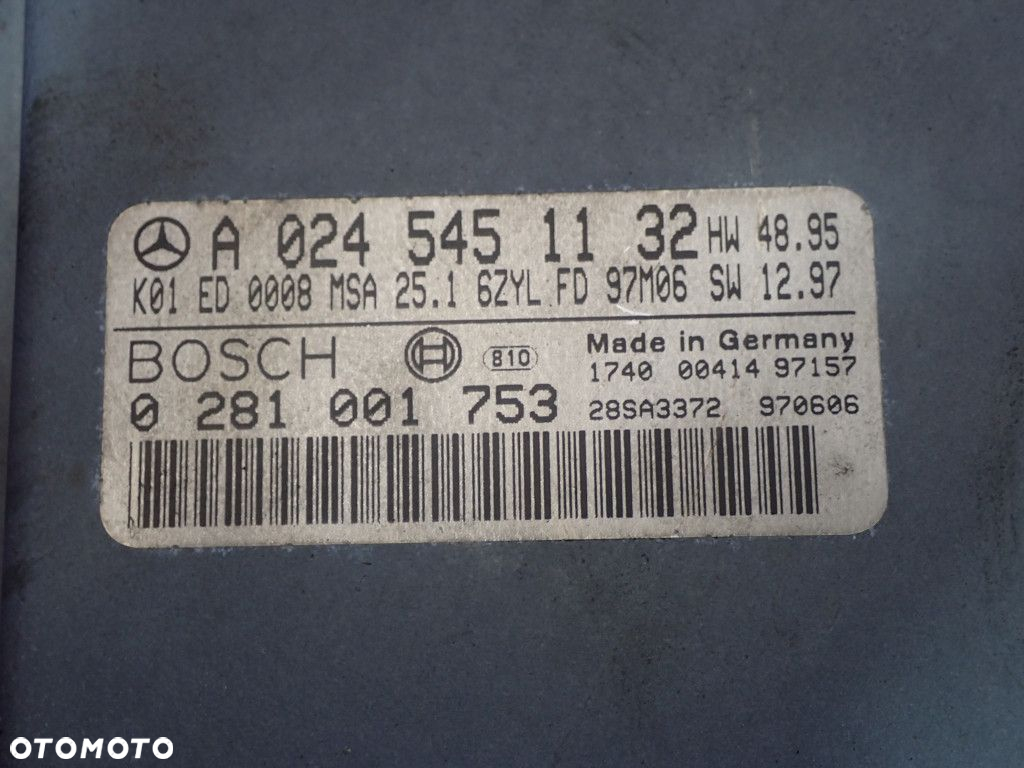 A 024 545 11 32 HW 48.95
K01 ED 0008 MSA 25.1 6ZYL FD 97M06 SW 12.97
BOSCH H 810 Made in Germany
1740 00414 97157
0 281 001 753 28SA3372 970606
OTOMOTO